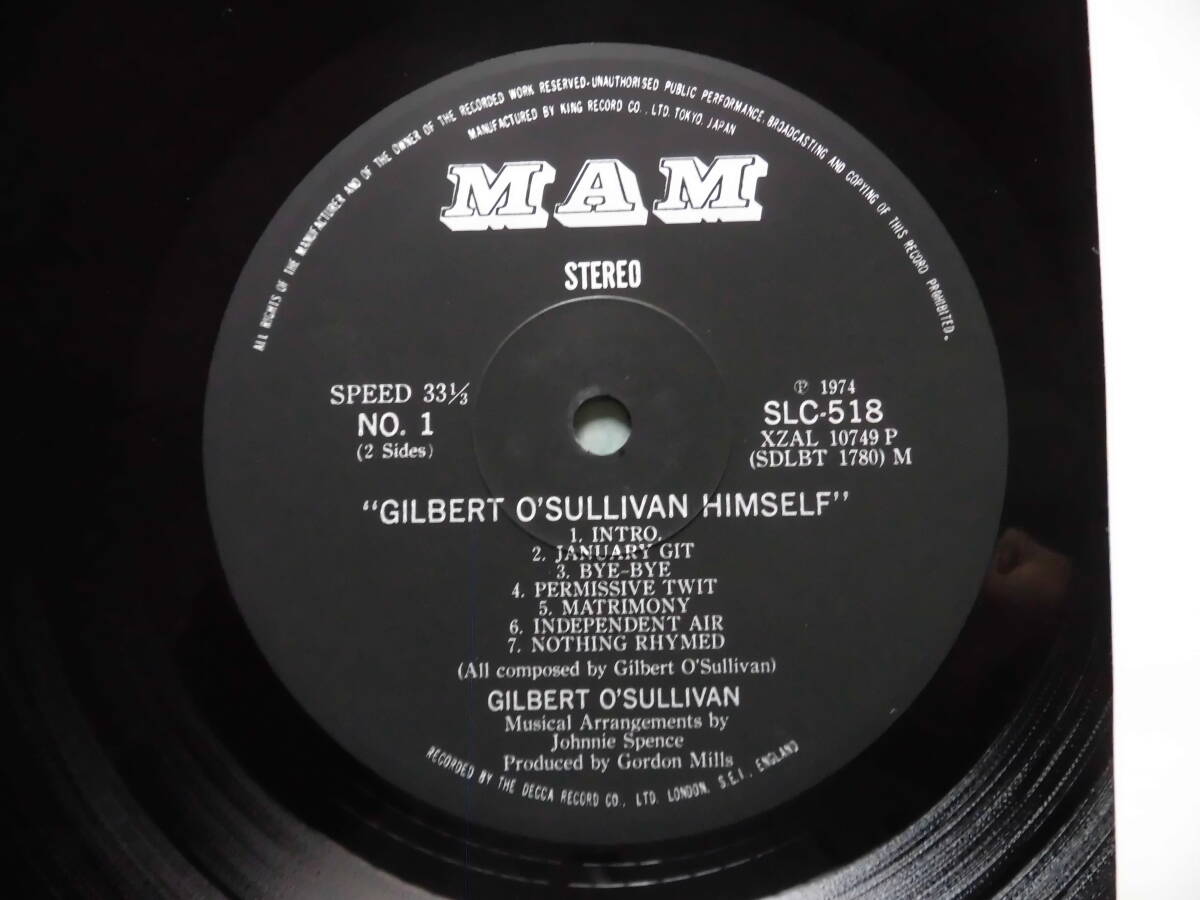 ALL RIGHTS OF THE MANUFACTURER AND OF THE OWNER OF THE RECORDED WORK RESERVED-UNAUTHORISED PUBLIC PERFORMANCE, BROADCASTING AND COPYING OF THIS RECORD PROHIBITED.
MANUFACTURED BY KING RECORD CO., LTD. TOKYO, JAPAN
MAM
STEREO
SPEED 33⅓
NO. 1
(2 Sides)
℗ 1974
SLC-518
XZAL 10749 P
(SDLBT 1780) M
"GILBERT O'SULLIVAN HIMSELF"
1. INTRO.
2. JANUARY GIT
3. BYE-BYE
4. PERMISSIVE TWIT
5. MATRIMONY
6. INDEPENDENT AIR
7. NOTHING RHYMED
(All composed by Gilbert O'Sullivan)
GILBERT O'SULLIVAN
Musical Arrangements by
Johnnie Spence
Produced by Gordon Mills
RECORDED BY THE DECCA RECORD CO., LTD. LONDON. S.E.I., ENGLAND